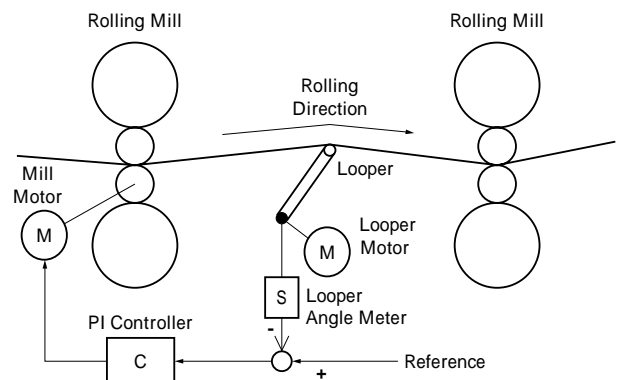 Rolling Mill
Rolling Mill
Rolling
Direction
Looper
Mill
Motor
M
Looper
Motor
M
S
Looper
Angle Meter
-
PI Controller
C
Reference
+